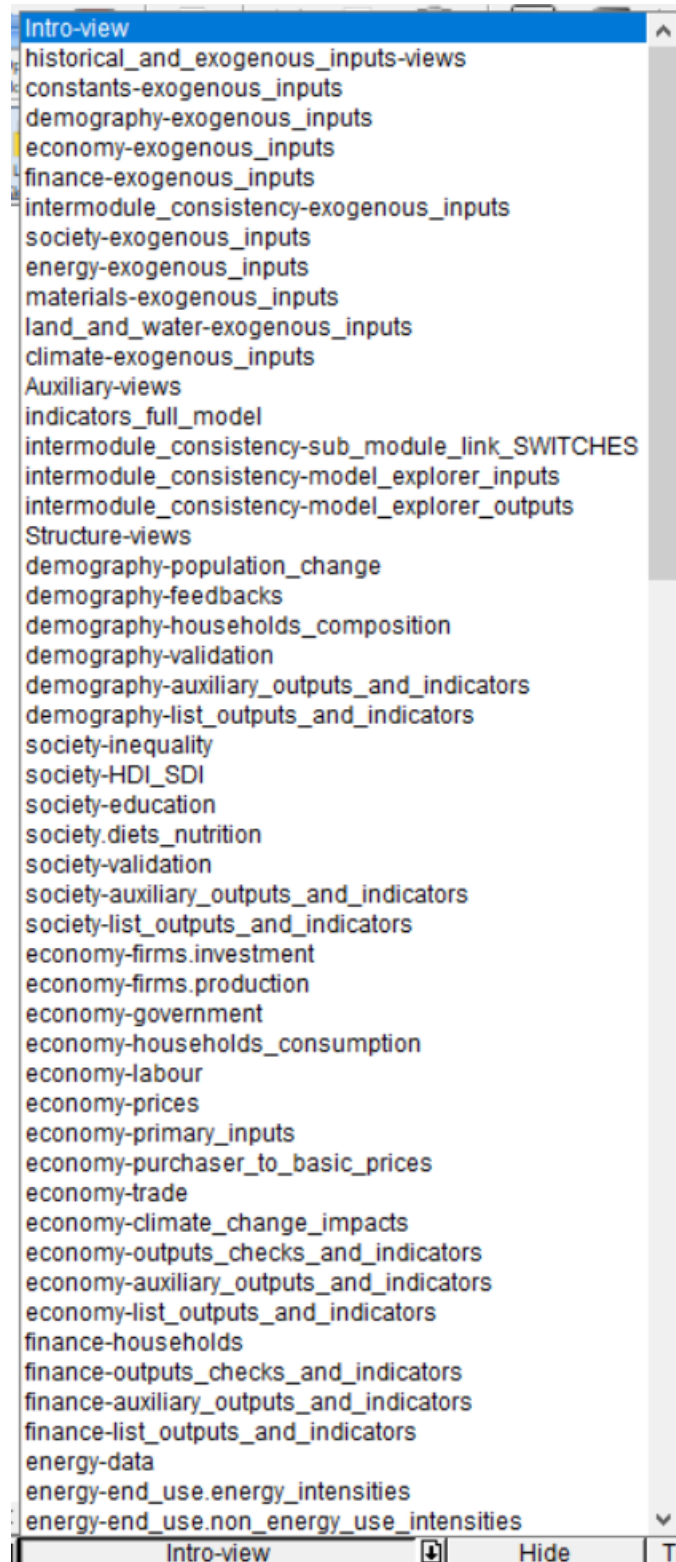 Intro-view
historical_and_exogenous_inputs-views
constants-exogenous_inputs
demography-exogenous_inputs
economy-exogenous_inputs
finance-exogenous_inputs
intermodule_consistency-exogenous_inputs
society-exogenous_inputs
energy-exogenous_inputs
materials-exogenous_inputs
land_and_water-exogenous_inputs
climate-exogenous_inputs
Auxiliary-views
indicators_full_model
intermodule_consistency-sub_module_link_SWITCHES
intermodule_consistency-model_explorer_inputs
intermodule_consistency-model_explorer_outputs
Structure-views
demography-population_change
demography-feedbacks
demography-households_composition
demography-validation
demography-auxiliary_outputs_and_indicators
demography-list_outputs_and_indicators
society-inequality
society-HDI_SDI
society-education
society.diets_nutrition
society-validation
society-auxiliary_outputs_and_indicators
society-list_outputs_and_indicators
economy-firms.investment
economy-firms.production
economy-government
economy-households_consumption
economy-labour
economy-prices
economy-primary_inputs
economy-purchaser_to_basic_prices
economy-trade
economy-climate_change_impacts
economy-outputs_checks_and_indicators
economy-auxiliary_outputs_and_indicators
economy-list_outputs_and_indicators
finance-households
finance-outputs_checks_and_indicators
finance-auxiliary_outputs_and_indicators
finance-list_outputs_and_indicators
energy-data
energy-end_use.energy_intensities
energy-end_use.non_energy_use_intensities
Intro-view Hide T